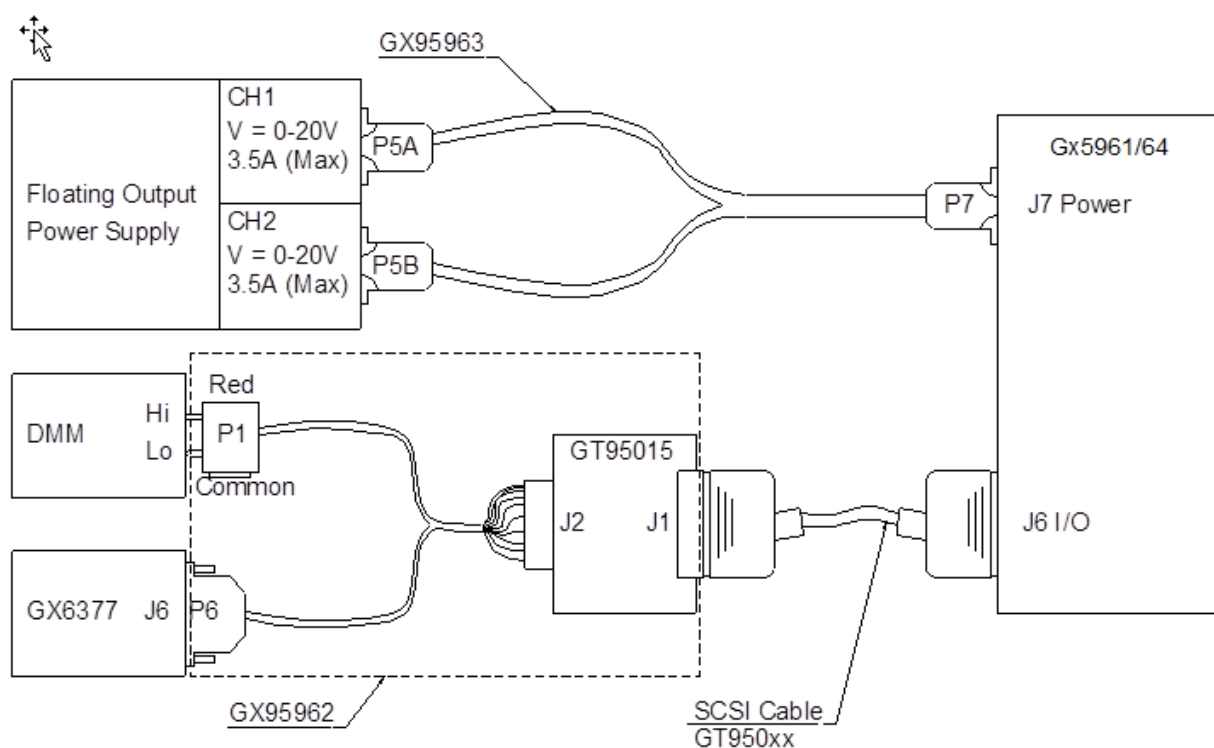 GX95963
CH1
V = 0-20V
3.5A (Max)
P5A
Floating Output
Power Supply
CH2
V = 0-20V
3.5A (Max)
P5B
Gx5961/64
P7
J7 Power
Red
Hi
DMM
P1
Lo
Common
GT95015
J2
J1
J6 I/O
GX6377
J6
P6
GX95962
SCSI Cable
GT950xx